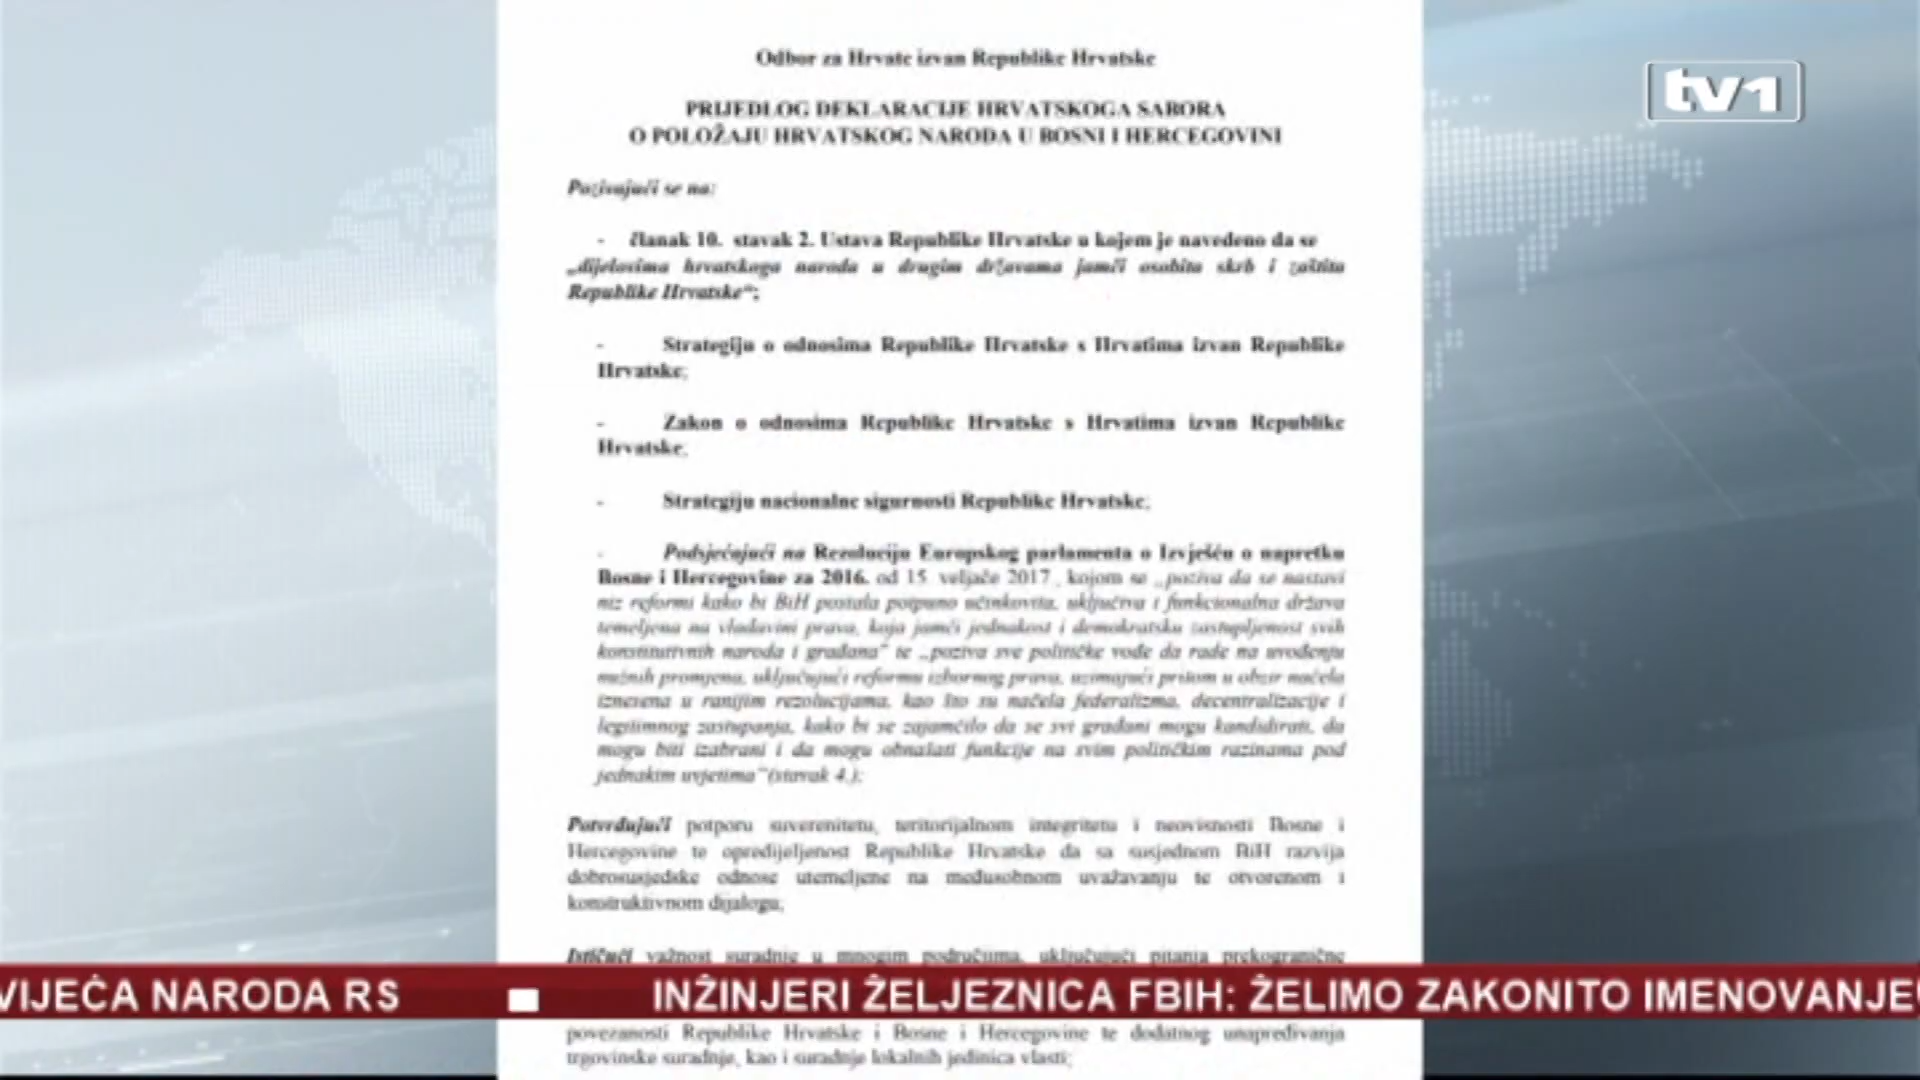 Odbor za Hrvate izvan Republike Hrvatske
tv1
PRIJEDLOG DEKLARACIJE HRVATSKOGA SABORA
O POLOŽAJU HRVATSKOG NARODA U BOSNI I HERCEGOVINI
Pozivajući se na:
- članak 10. stavak 2. Ustava Republike Hrvatske u kojem je navedeno da se
„dijelovima hrvatskoga naroda u drugim državama jamči osobita skrb i zaštita
Republike Hrvatske“;
- Strategiju o odnosima Republike Hrvatske s Hrvatima izvan Republike
Hrvatske;
- Zakon o odnosima Republike Hrvatske s Hrvatima izvan Republike
Hrvatske;
- Strategiju nacionalne sigurnosti Republike Hrvatske;
- Podsjećajući na Rezoluciju Europskog parlamenta o Izvješću o napretku
Bosne i Hercegovine za 2016. od 15. veljače 2017., kojom se „poziva da se nastavi
niz reformi kako bi BiH postala potpuno učinkovita, uključiva i funkcionalna država
temeljena na vladavini prava, koja jamči jednakost i demokratsku zastupljenost svih
konstitutivnih naroda i građana“ te „poziva sve političke vođe da rade na uvođenju
nužnih promjena, uključujući reformu izbornog prava, uzimajući pritom u obzir načela
iznesena u ranijim rezolucijama, kao što su načela federalizma, decentralizacije i
legitimnog zastupanja, kako bi se zajamčilo da se svi građani mogu kandidirati, da
mogu biti izabrani i da mogu obnašati funkcije na svim političkim razinama pod
jednakim uvjetima“(stavak 4.);
Potvrđujući potporu suverenitetu, teritorijalnom integritetu i neovisnosti Bosne i
Hercegovine te opredijeljenost Republike Hrvatske da sa susjednom BiH razvija
dobrosusjedske odnose utemeljene na međusobnom uvažavanju te otvorenom i
konstruktivnom dijalogu;
Ističući važnost suradnje u mnogim područjima, uključujući pitanja prekogranične
VIJEĆA NARODA RS INŽINJERI ŽELJEZNICA FBIH: ŽELIMO ZAKONITO IMENOVANJE
povezanosti Republike Hrvatske i Bosne i Hercegovine te dodatnog unapređivanja
trgovinske suradnje, kao i suradnje lokalnih jedinica vlasti;